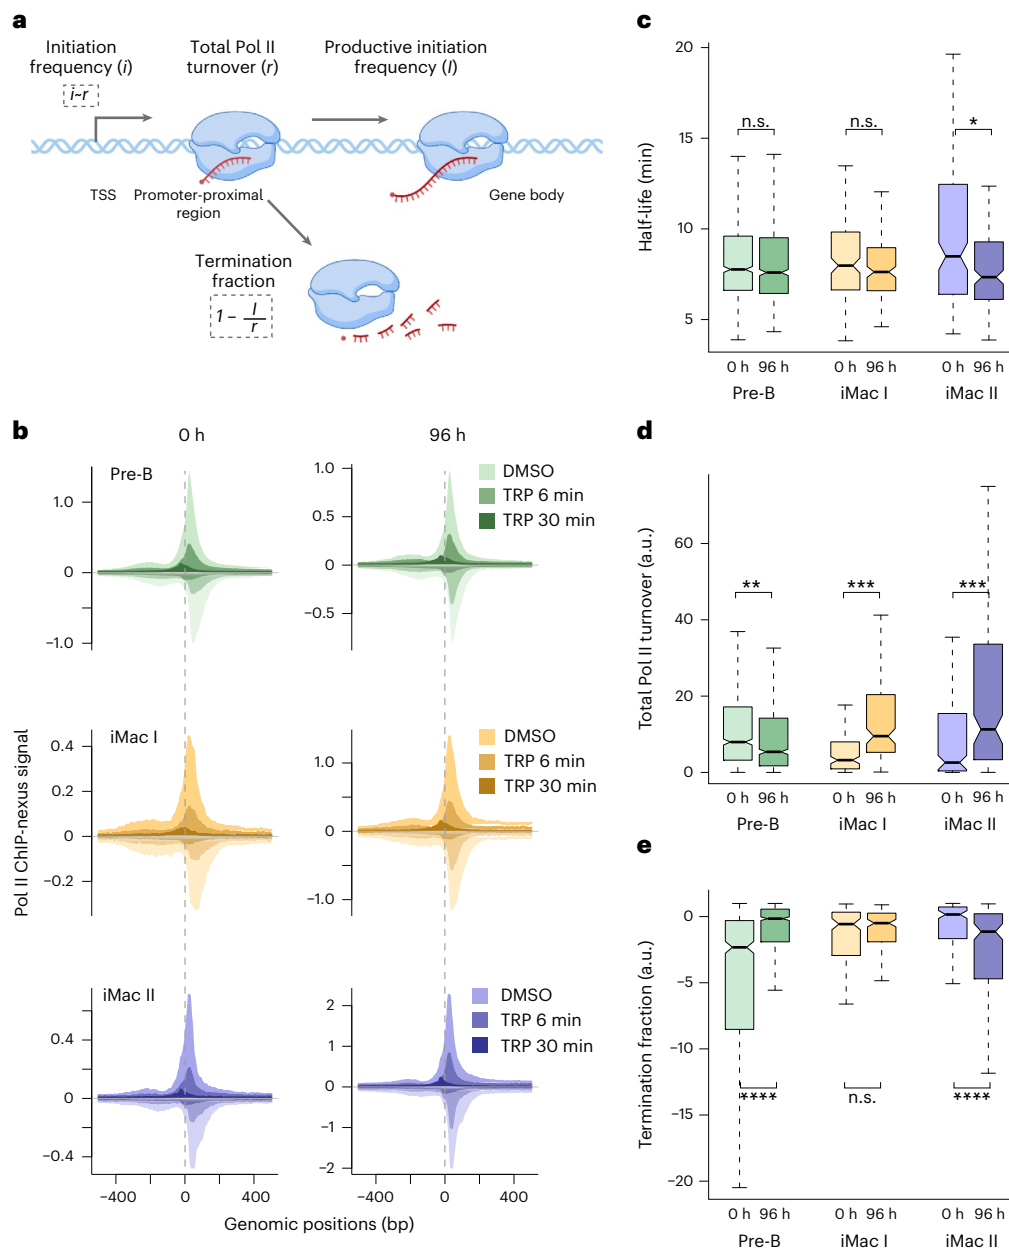 a
Initiation
frequency (i)
i~r
Total Pol II
turnover (r)
Productive initiation
frequency (I)
TSS
Promoter-proximal
region
Gene body
Termination
fraction
1 – I
r
b
0 h
96 h
Pol II ChIP-nexus signal
Pre-B
1.0
0
−1.0
1.0
0.5
0
−0.5
DMSO
TRP 6 min
TRP 30 min
iMac I
0.4
0.2
0
−0.2
1.0
0
−1.0
DMSO
TRP 6 min
TRP 30 min
iMac II
0.4
0
−0.4
2
1
0
−1
−2
DMSO
TRP 6 min
TRP 30 min
−400 0 400
−400 0 400
Genomic positions (bp)
c
Half-life (min)
20
15
10
5
n.s.
n.s.
*
0 h 96 h 0 h 96 h 0 h 96 h
Pre-B iMac I iMac II
d
Total Pol II turnover (a.u.)
60
40
20
0
**
***
***
0 h 96 h 0 h 96 h 0 h 96 h
Pre-B iMac I iMac II
e
Termination fraction (a.u.)
0
−5
−10
−15
−20
****
n.s.
****
0 h 96 h 0 h 96 h 0 h 96 h
Pre-B iMac I iMac II